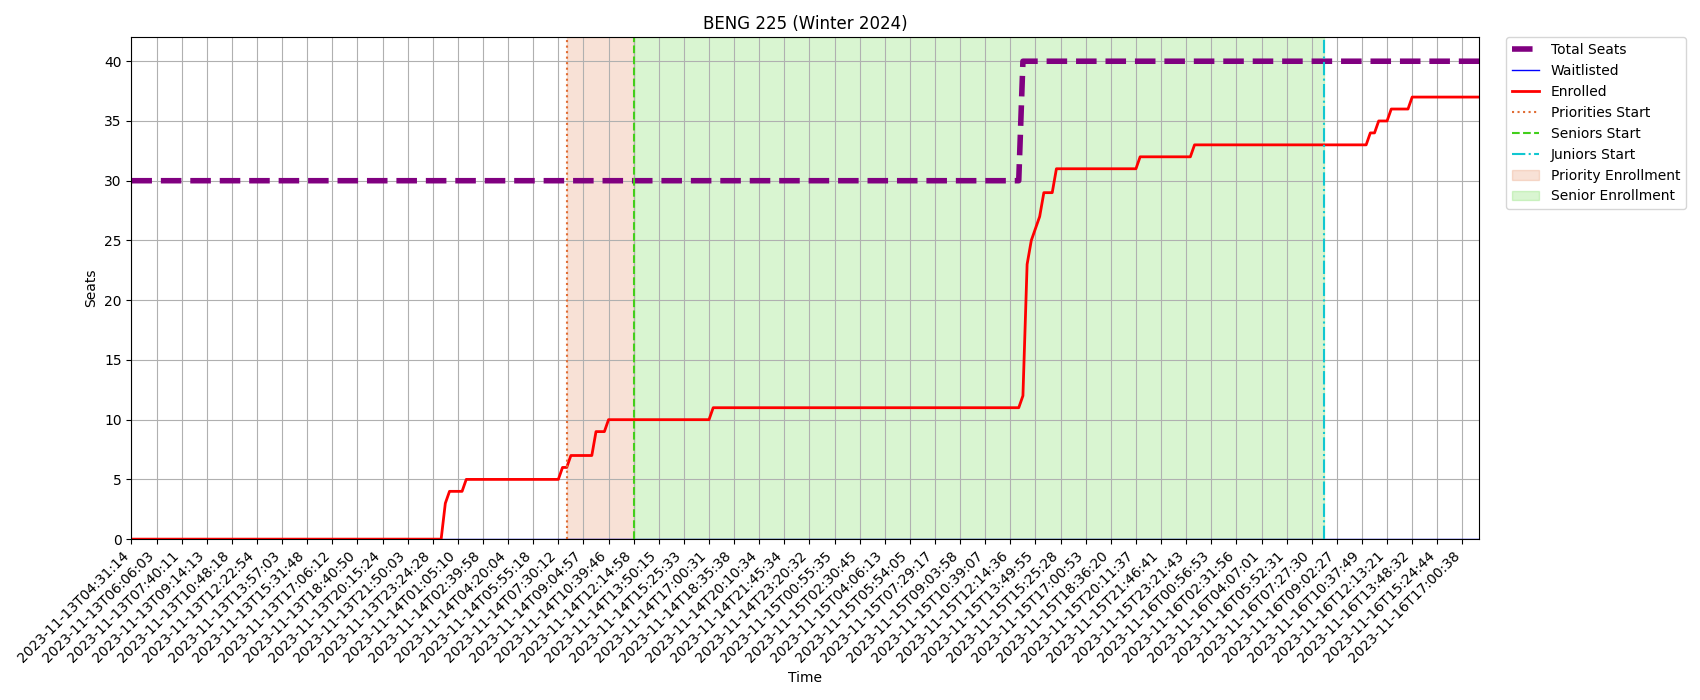 BENG 225 (Winter 2024)
Total Seats
Waitlisted
Enrolled
Priorities Start
Seniors Start
Juniors Start
Priority Enrollment
Senior Enrollment
Seats
40
35
30
25
20
15
10
5
0
2023-11-13T04:31:14
2023-11-13T06:06:03
2023-11-13T07:40:11
2023-11-13T09:14:13
2023-11-13T10:48:18
2023-11-13T12:22:54
2023-11-13T13:57:03
2023-11-13T15:31:48
2023-11-13T17:06:12
2023-11-13T18:40:50
2023-11-13T20:15:24
2023-11-13T21:50:03
2023-11-13T23:24:28
2023-11-14T01:05:10
2023-11-14T02:39:58
2023-11-14T04:20:04
2023-11-14T05:55:18
2023-11-14T07:30:12
2023-11-14T09:04:57
2023-11-14T10:39:46
2023-11-14T12:14:58
2023-11-14T13:50:15
2023-11-14T15:25:33
2023-11-14T17:00:31
2023-11-14T18:35:38
2023-11-14T20:10:34
2023-11-14T21:45:34
2023-11-14T23:20:32
2023-11-15T00:55:35
2023-11-15T02:30:45
2023-11-15T04:06:13
2023-11-15T05:54:05
2023-11-15T07:29:17
2023-11-15T09:03:58
2023-11-15T10:39:07
2023-11-15T12:14:36
2023-11-15T13:49:55
2023-11-15T15:25:28
2023-11-15T17:00:53
2023-11-15T18:36:20
2023-11-15T20:11:37
2023-11-15T21:46:41
2023-11-15T23:21:43
2023-11-16T00:56:53
2023-11-16T02:31:56
2023-11-16T04:07:01
2023-11-16T05:52:31
2023-11-16T07:27:30
2023-11-16T09:02:27
2023-11-16T10:37:49
2023-11-16T12:13:21
2023-11-16T13:48:32
2023-11-16T15:24:44
2023-11-16T17:00:38
Time